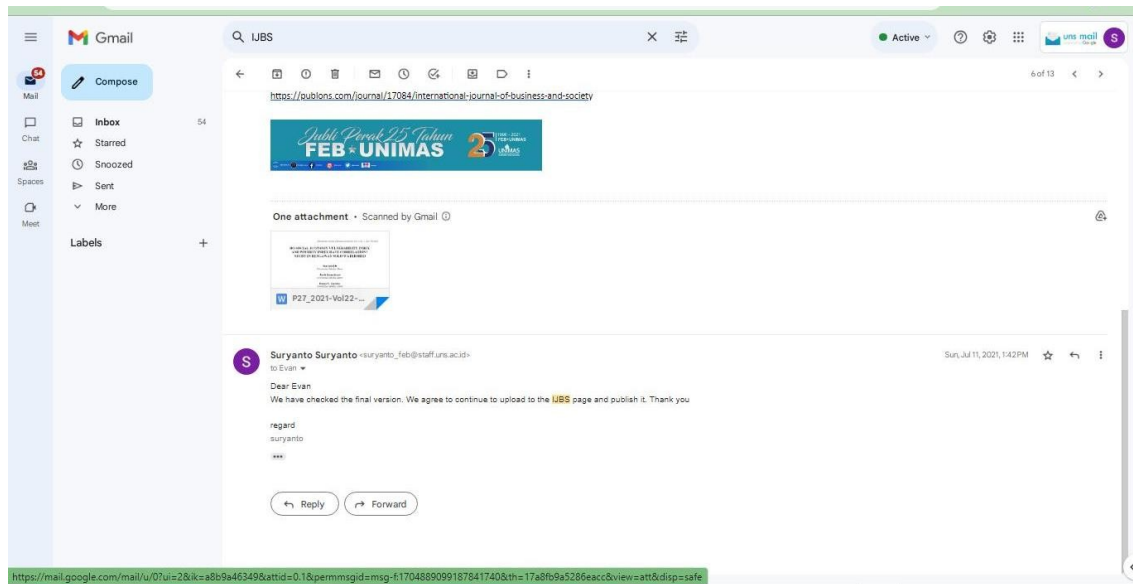 Gmail
IJBS
Active
uns mail
S
54
Mail
Compose
6 of 13
https://publons.com/journal/17084/international-journal-of-business-and-society
Inbox 54
Chat
Starred
Snoozed
Spaces
Sent
More
Meet
Jubli Perak 25 Tahun
FEB UNIMAS
25
UNIMAS
One attachment • Scanned by Gmail
Labels
W P27_2021-Vol22-...
S
Suryanto Suryanto <suryanto_feb@staff.uns.ac.id>
Sun, Jul 11, 2021, 1:42 PM
to Evan
Dear Evan
We have checked the final version. We agree to continue to upload to the IJBS page and publish it. Thank you
regard
suryanto
Reply
Forward
https://mail.google.com/mail/u/0?ui=2&ik=a8b9a46349&attid=0.1&permmsgid=msg-f:1704889099187841740&th=17a8fb9a5286eacc&view=att&disp=safe